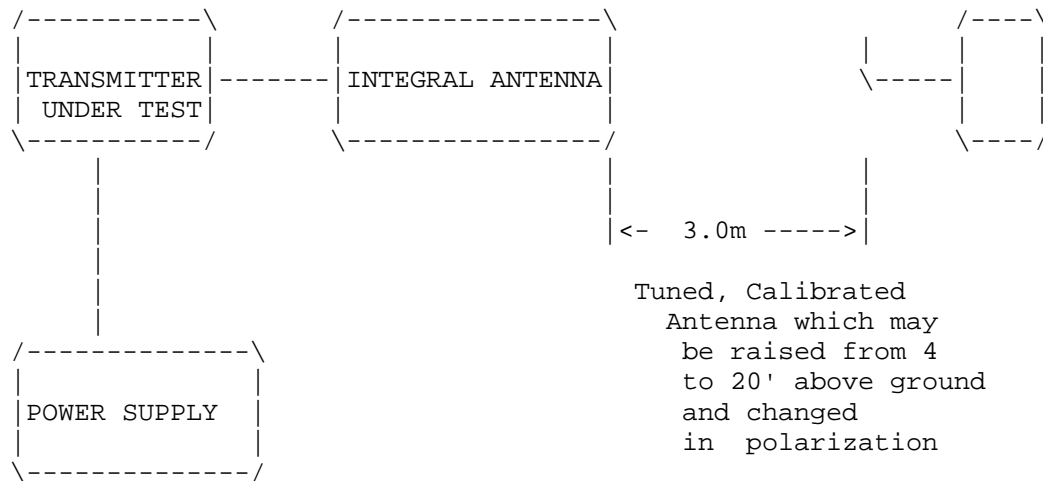 TRANSMITTER
UNDER TEST
INTEGRAL ANTENNA
<- 3.0m ----->
Tuned, Calibrated
Antenna which may
be raised from 4
to 20' above ground
and changed
in polarization
POWER SUPPLY